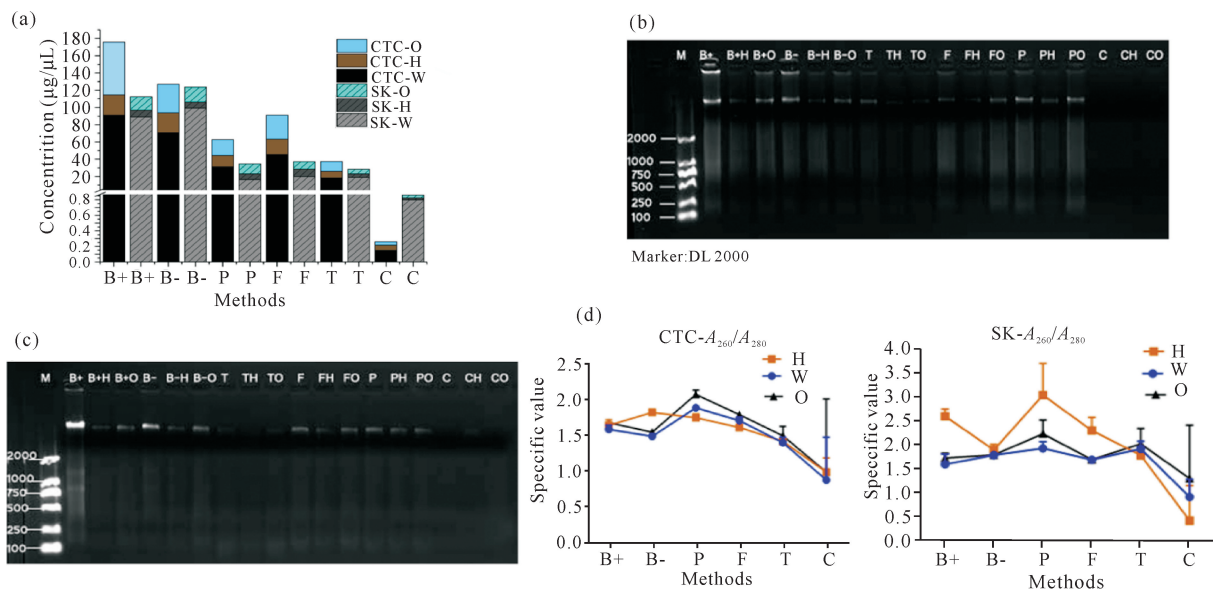 (a)
180
160
140
120
100
80
60
40
20
0.8
0.6
0.4
0.2
0.0
Concentrition (μg/μL)
CTC-O
CTC-H
CTC-W
SK-O
SK-H
SK-W
B+ B+ B- B- P P F F T T C C
Methods
(b)
M B+ B+H B+O B- B-H B-O T TH TO F FH FO P PH PO C CH CO
2000
1000
750
500
250
100
Marker:DL 2000
(c)
M B+ B+H B+O B- B-H B-O T TH TO F FH FO P PH PO C CH CO
2000
1000
750
500
250
100
(d)
CTC-A260/A280
2.5
2.0
1.5
1.0
0.5
0.0
Speccific value
H
W
O
B+ B- P F T C
Methods
SK-A260/A280
4.0
3.5
3.0
2.5
2.0
1.5
1.0
0.5
0.0
Speccific value
H
W
O
B+ B- P F T C
Methods